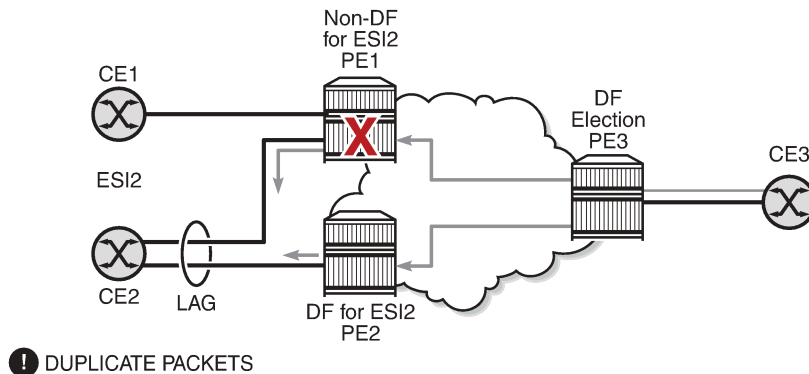 Non-DF
for ESI2
PE1
CE1
DF
Election
PE3
CE3
ESI2
CE2
LAG
DF for ESI2
PE2
! DUPLICATE PACKETS